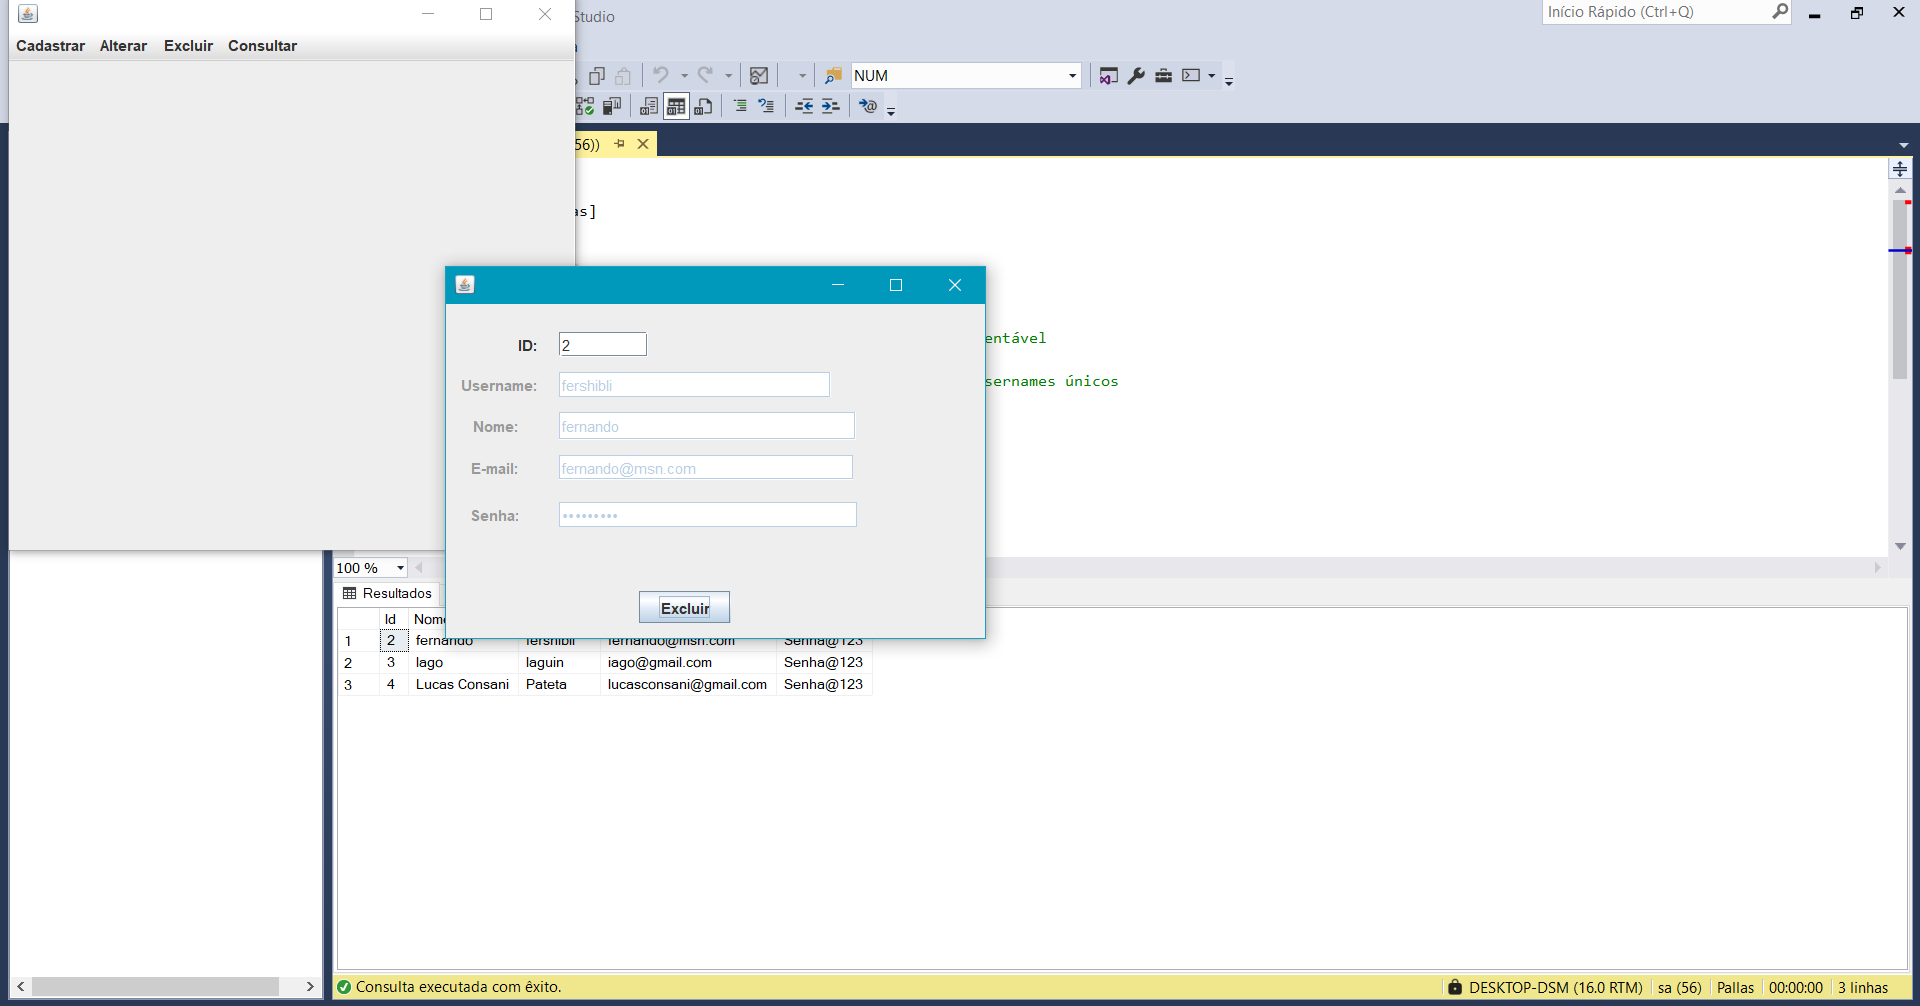 Studio
Início Rápido (Ctrl+Q)
Cadastrar Alterar Excluir Consultar
NUM
56))
as]
entável
sernames únicos
ID: 2
Username: fershibli
Nome: fernando
E-mail: fernando@msn.com
Senha: •••••••••
Excluir
100 %
Resultados
Id Nome
1 2 fernando fershibli fernando@msn.com Senha@123
2 3 Iago Iaguin iago@gmail.com Senha@123
3 4 Lucas Consani Pateta lucasconsani@gmail.com Senha@123
Consulta executada com êxito. DESKTOP-DSM (16.0 RTM) sa (56) Pallas 00:00:00 3 linhas